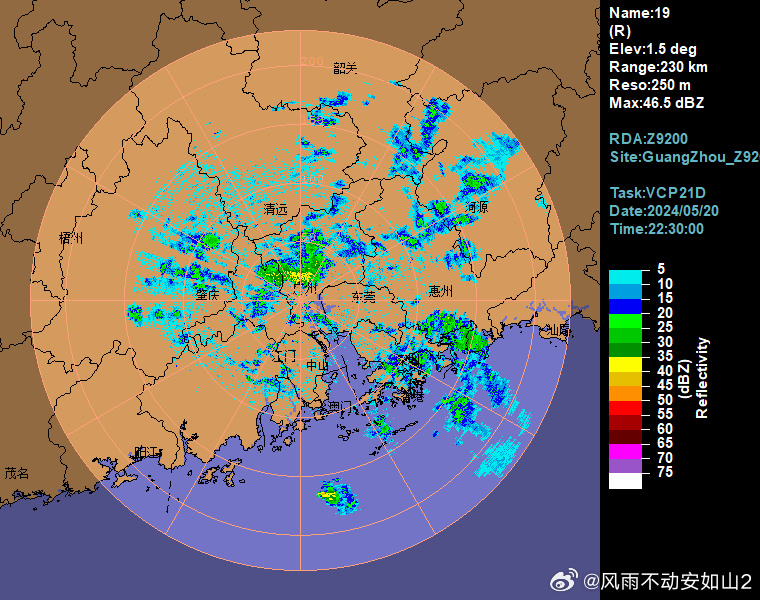 Name:19
(R)
Elev:1.5 deg
Range:230 km
Reso:250 m
Max:46.5 dBZ
RDA:Z9200
Site:GuangZhou_Z920
Task:VCP21D
Date:2024/05/20
Time:22:30:00
5
10
15
20
25
30
35
40
45
50
55
60
65
70
75
(dBZ)
Reflectivity
200
韶关
清远
河源
梧州
肇庆
州
东莞
惠州
汕尾
江门
中山
澳门
阳江
茂名
@风雨不动安如山2